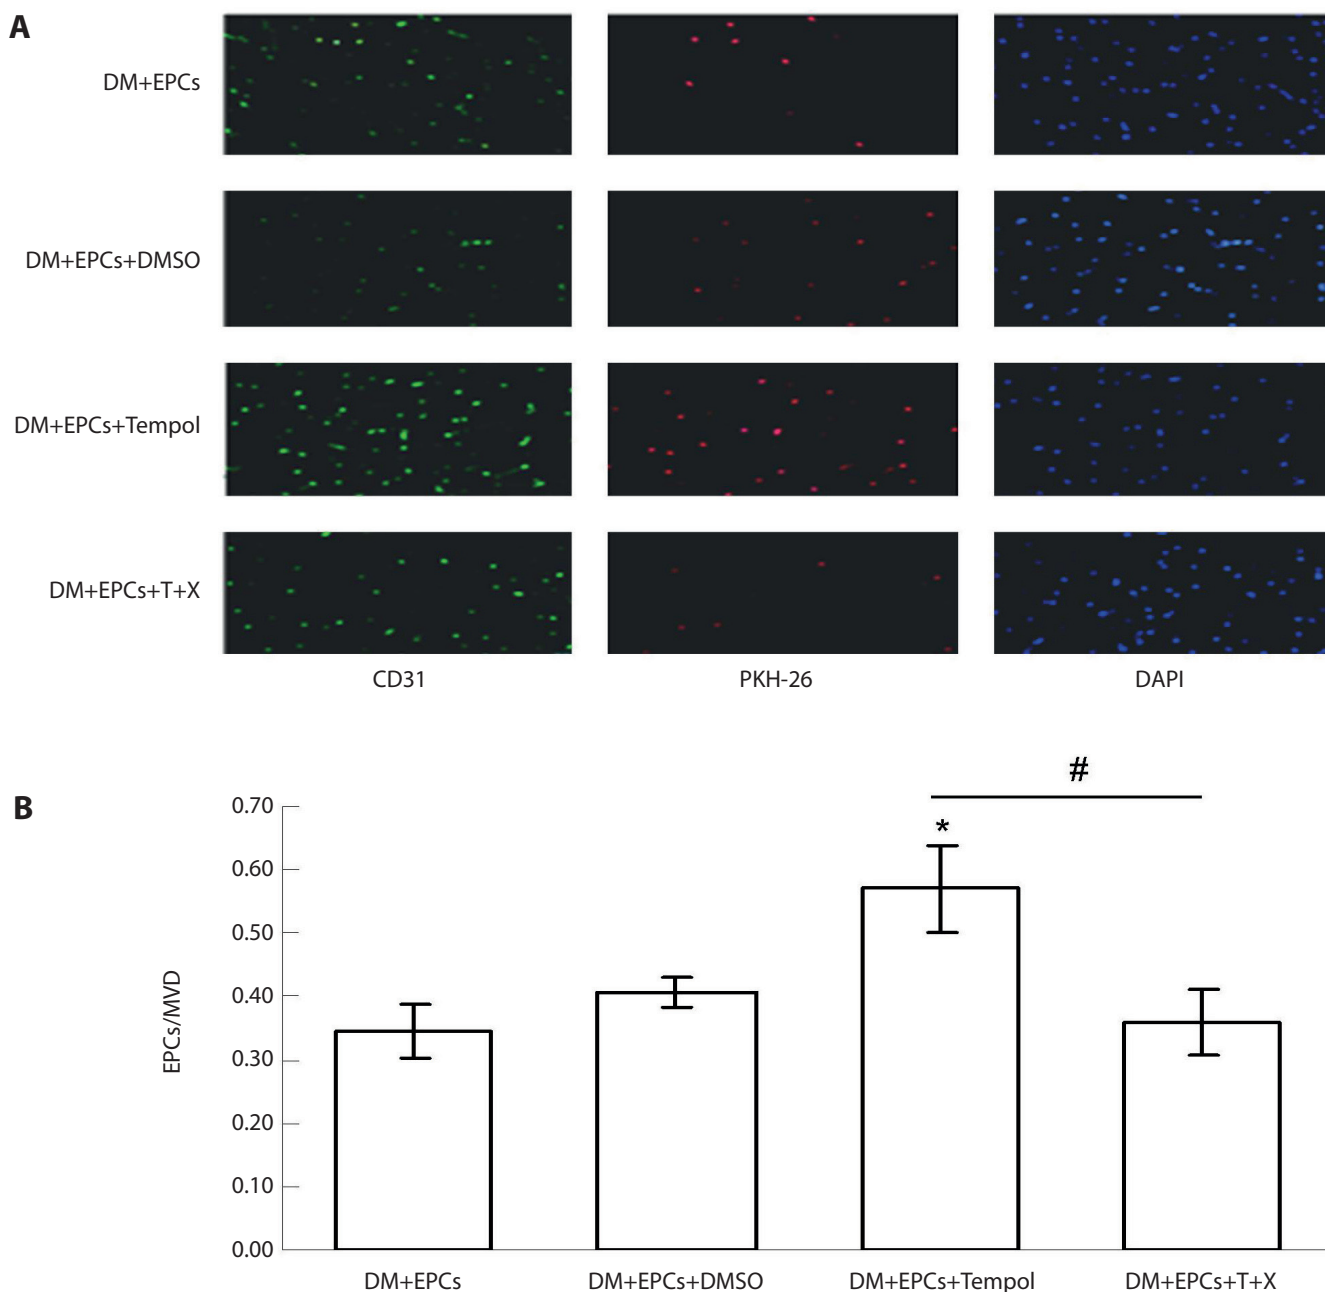 A
DM+EPCs
DM+EPCs+DMSO
DM+EPCs+Tempol
DM+EPCs+T+X
CD31 PKH-26 DAPI
B
#
*
0.70
0.60
0.50
0.40
0.30
0.20
0.10
0.00
EPCs/MVD
DM+EPCs DM+EPCs+DMSO DM+EPCs+Tempol DM+EPCs+T+X